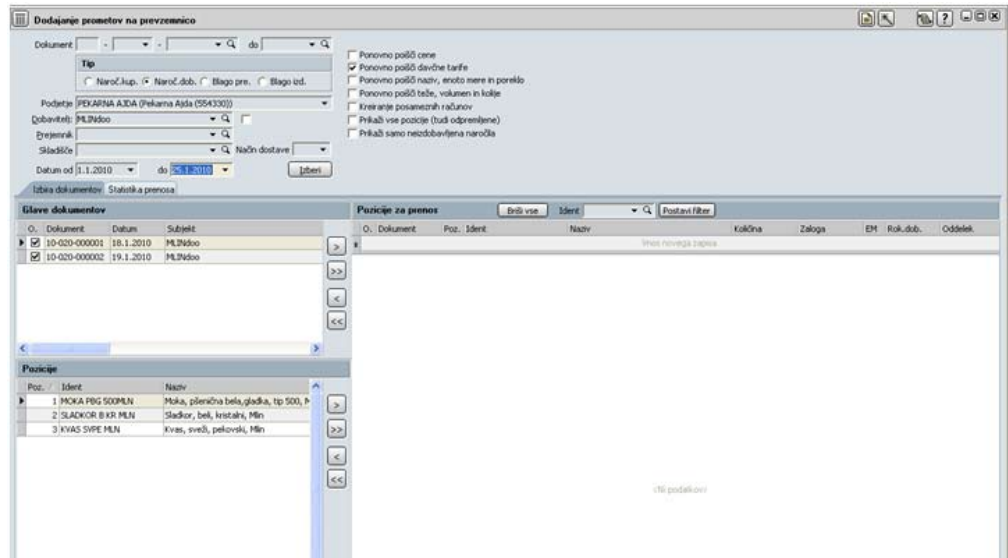 Dodajanje prometov na prevzemnico
Dokument - - do
Tip
Naroč.kup. Naroč.dob. Blago pre. Blago izd.
Podjetje PEKARNA AJDA (Pekarna Ajda (554330))
Dobavitelj: MLINdoo
Prejemnik
Skladišče Način dostave
Datum od 1.1.2010 do 25.1.2010 Izberi
Ponovno poišči cene
Ponovno poišči davčne tarife
Ponovno poišči naziv, enoto mere in poreklo
Ponovno poišči teže, volumen in kolije
Kreiranje posameznih računov
Prikaži vse pozicije (tudi odpremljene)
Prikaži samo neizdobavljena naročila
Izbira dokumentov Statistika prenosa
Glave dokumentov
O. Dokument Datum Subjekt
10-020-000001 18.1.2010 MLINdoo
10-020-000002 19.1.2010 MLINdoo
>
>>
<
<<
Pozicije
Poz. Ident Naziv
1 MOKA PBG 500MLN Moka, pšenična bela,gladka, tip 500, M
2 SLADKOR B KR MLN Sladkor, beli, kristalni, Mlin
3 KVAS SVPE MLN Kvas, sveži, pekovski, Mlin
>
>>
<
<<
Pozicije za prenos Briši vse Ident Postavi filter
O. Dokument Poz. Ident Naziv Količina Zaloga EM Rok.dob. Oddelek
Vnos novega zapisa
<Ni podatkov>